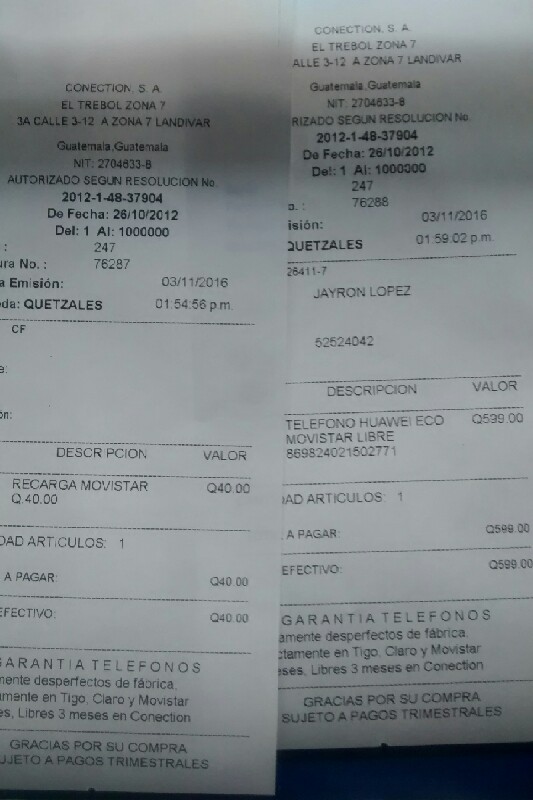 CONECTION, S. A.
EL TREBOL ZONA 7
3A CALLE 3-12 A ZONA 7 LANDIVAR
Guatemala,Guatemala
NIT: 2704633-8
AUTORIZADO SEGUN RESOLUCION No.
2012-1-48-37904
De Fecha: 26/10/2012
Del: 1 Al: 1000000
: 247
ura No.: 76287
a Emisión: 03/11/2016
eda: QUETZALES 01:54:56 p.m.
CF
e:
ón:
DESCR PCION VALOR
RECARGA MOVISTAR Q40.00
Q.40.00
DAD ARTICULOS: 1
A PAGAR: Q40.00
EFECTIVO: Q40.00
GARANTIA TELEFONOS
mente desperfectos de fábrica,
amente en Tigo, Claro y Movistar
es, Libres 3 meses en Conection
GRACIAS POR SU COMPRA
UJETO A PAGOS TRIMESTRALES
CONECTION, S. A.
EL TREBOL ZONA 7
ALLE 3-12 A ZONA 7 LANDIVAR
Guatemala,Guatemala
NIT: 2704633-8
RIZADO SEGUN RESOLUCION No.
2012-1-48-37904
De Fecha: 26/10/2012
Del: 1 Al: 1000000
247
o.: 76288
isión: 03/11/2016
QUETZALES 01:59:02 p.m.
26411-7
JAYRON LOPEZ
52524042
DESCRIPCION VALOR
TELEFONO HUAWEI ECO Q599.00
MOVISTAR LIBRE
869824021502771
DAD ARTICULOS: 1
A PAGAR: Q599.00
EFECTIVO: Q599.00
GARANTIA TELEFONOS
amente desperfectos de fábrica,
ctamente en Tigo, Claro y Movistar
ses, Libres 3 meses en Conection
GRACIAS POR SU COMPRA
SUJETO A PAGOS TRIMESTRALES